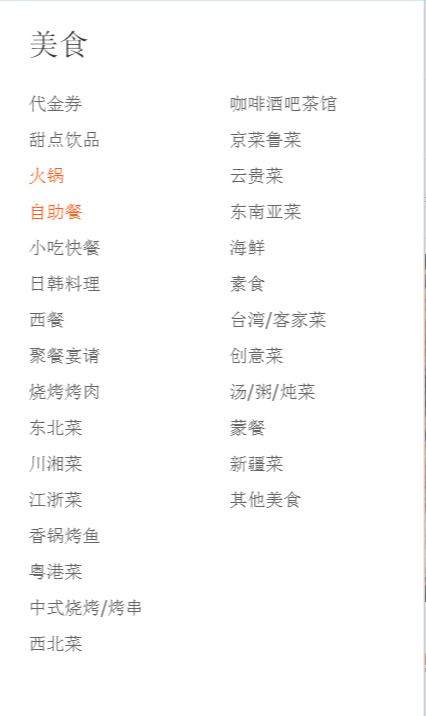 美食
代金券
甜点饮品
火锅
自助餐
小吃快餐
日韩料理
西餐
聚餐宴请
烧烤烤肉
东北菜
川湘菜
江浙菜
香锅烤鱼
粤港菜
中式烧烤/烤串
西北菜
咖啡酒吧茶馆
京菜鲁菜
云贵菜
东南亚菜
海鲜
素食
台湾/客家菜
创意菜
汤/粥/炖菜
蒙餐
新疆菜
其他美食